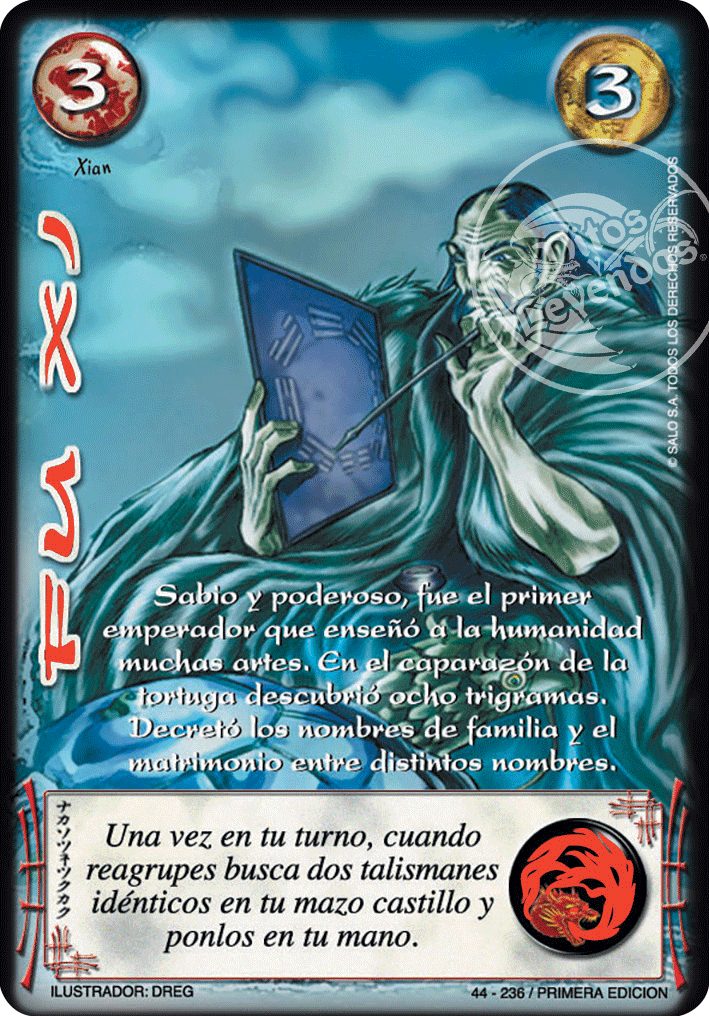 3
3
Xian
FU XI
Mitos y Leyendas®
© SALO S.A. TODOS LOS DERECHOS RESERVADOS
Sabio y poderoso, fue el primer
emperador que enseñó a la humanidad
muchas artes. En el caparazón de la
tortuga descubrió ocho trigramas.
Decretó los nombres de familia y el
matrimonio entre distintos nombres.
ナカソツネツクカク
Una vez en tu turno, cuando
reagrupes busca dos talismanes
idénticos en tu mazo castillo y
ponlos en tu mano.
ILUSTRADOR: DREG
44 - 236 / PRIMERA EDICION